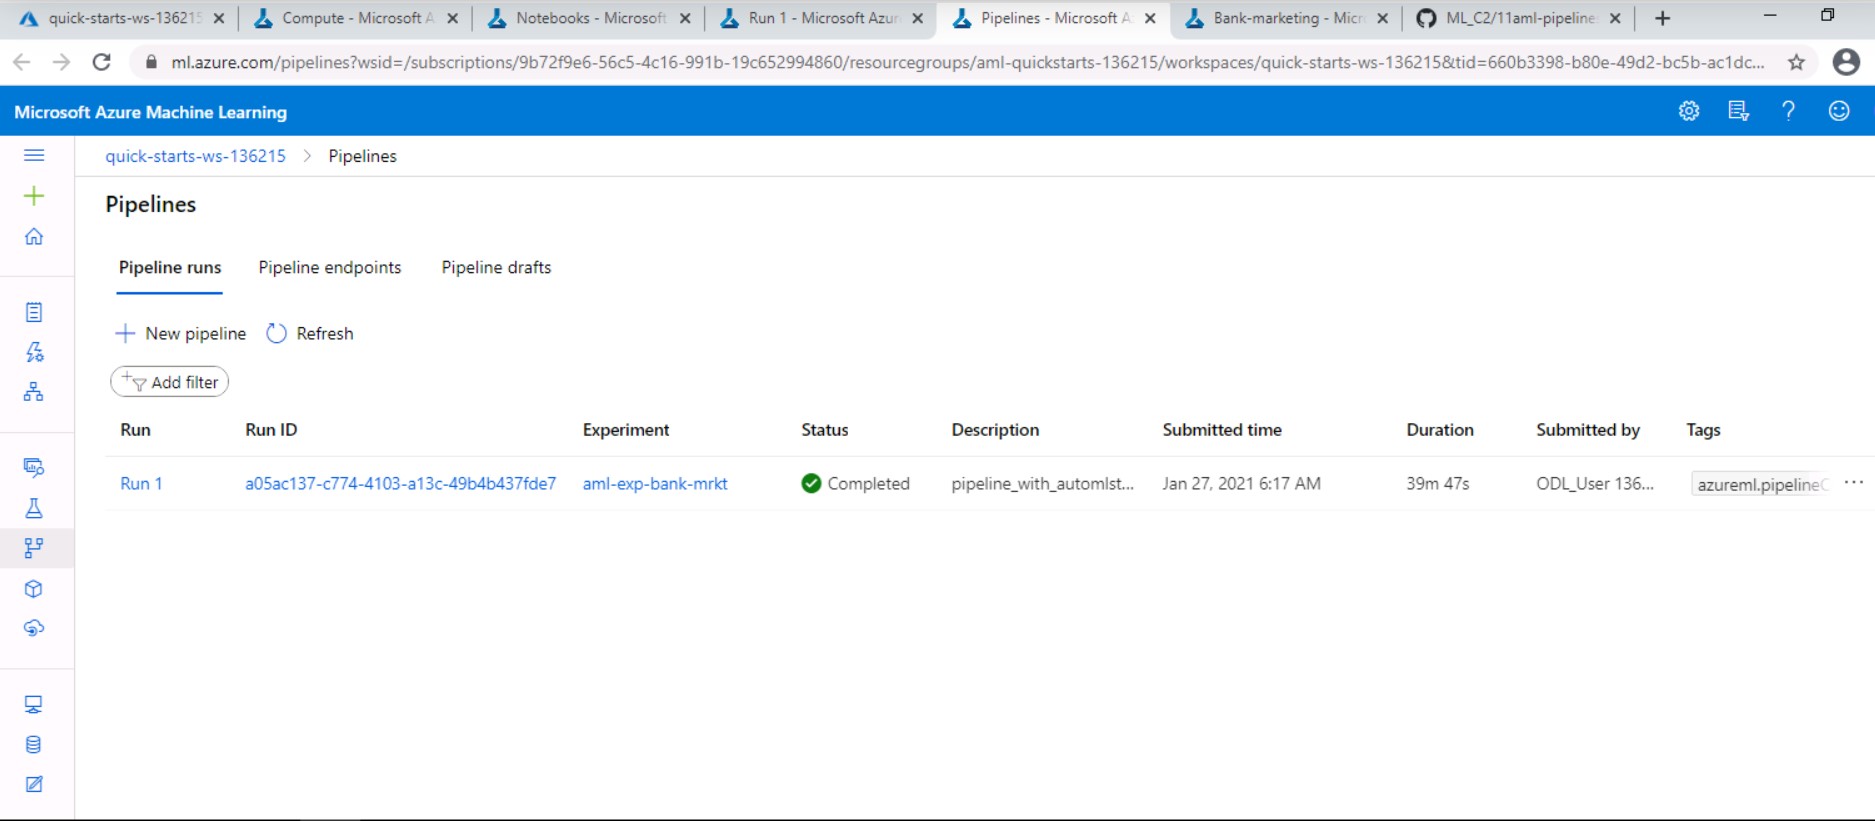 quick-starts-ws-136215
Compute - Microsoft A
Notebooks - Microsoft
Run 1 - Microsoft Azur
Pipelines - Microsoft A
Bank-marketing - Micr
ML_C2/11aml-pipeline
ml.azure.com/pipelines?wsid=/subscriptions/9b72f9e6-56c5-4c16-991b-19c652994860/resourcegroups/aml-quickstarts-136215/workspaces/quick-starts-ws-136215&tid=660b3398-b80e-49d2-bc5b-ac1dc...
Microsoft Azure Machine Learning
quick-starts-ws-136215 > Pipelines
Pipelines
Pipeline runs Pipeline endpoints Pipeline drafts
New pipeline Refresh
Add filter
Run Run ID Experiment Status Description Submitted time Duration Submitted by Tags
Run 1 a05ac137-c774-4103-a13c-49b4b437fde7 aml-exp-bank-mrkt Completed pipeline_with_automlst... Jan 27, 2021 6:17 AM 39m 47s ODL_User 136... azureml.pipelineC ...